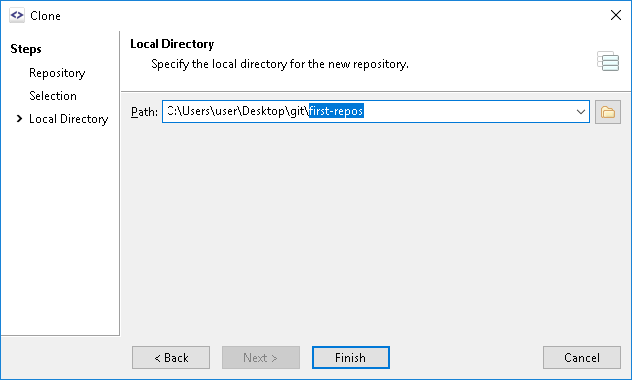 Clone
Steps
Repository
Selection
Local Directory
Local Directory
Specify the local directory for the new repository.
Path: C:\Users\user\Desktop\git\first-repos
< Back Next > Finish Cancel